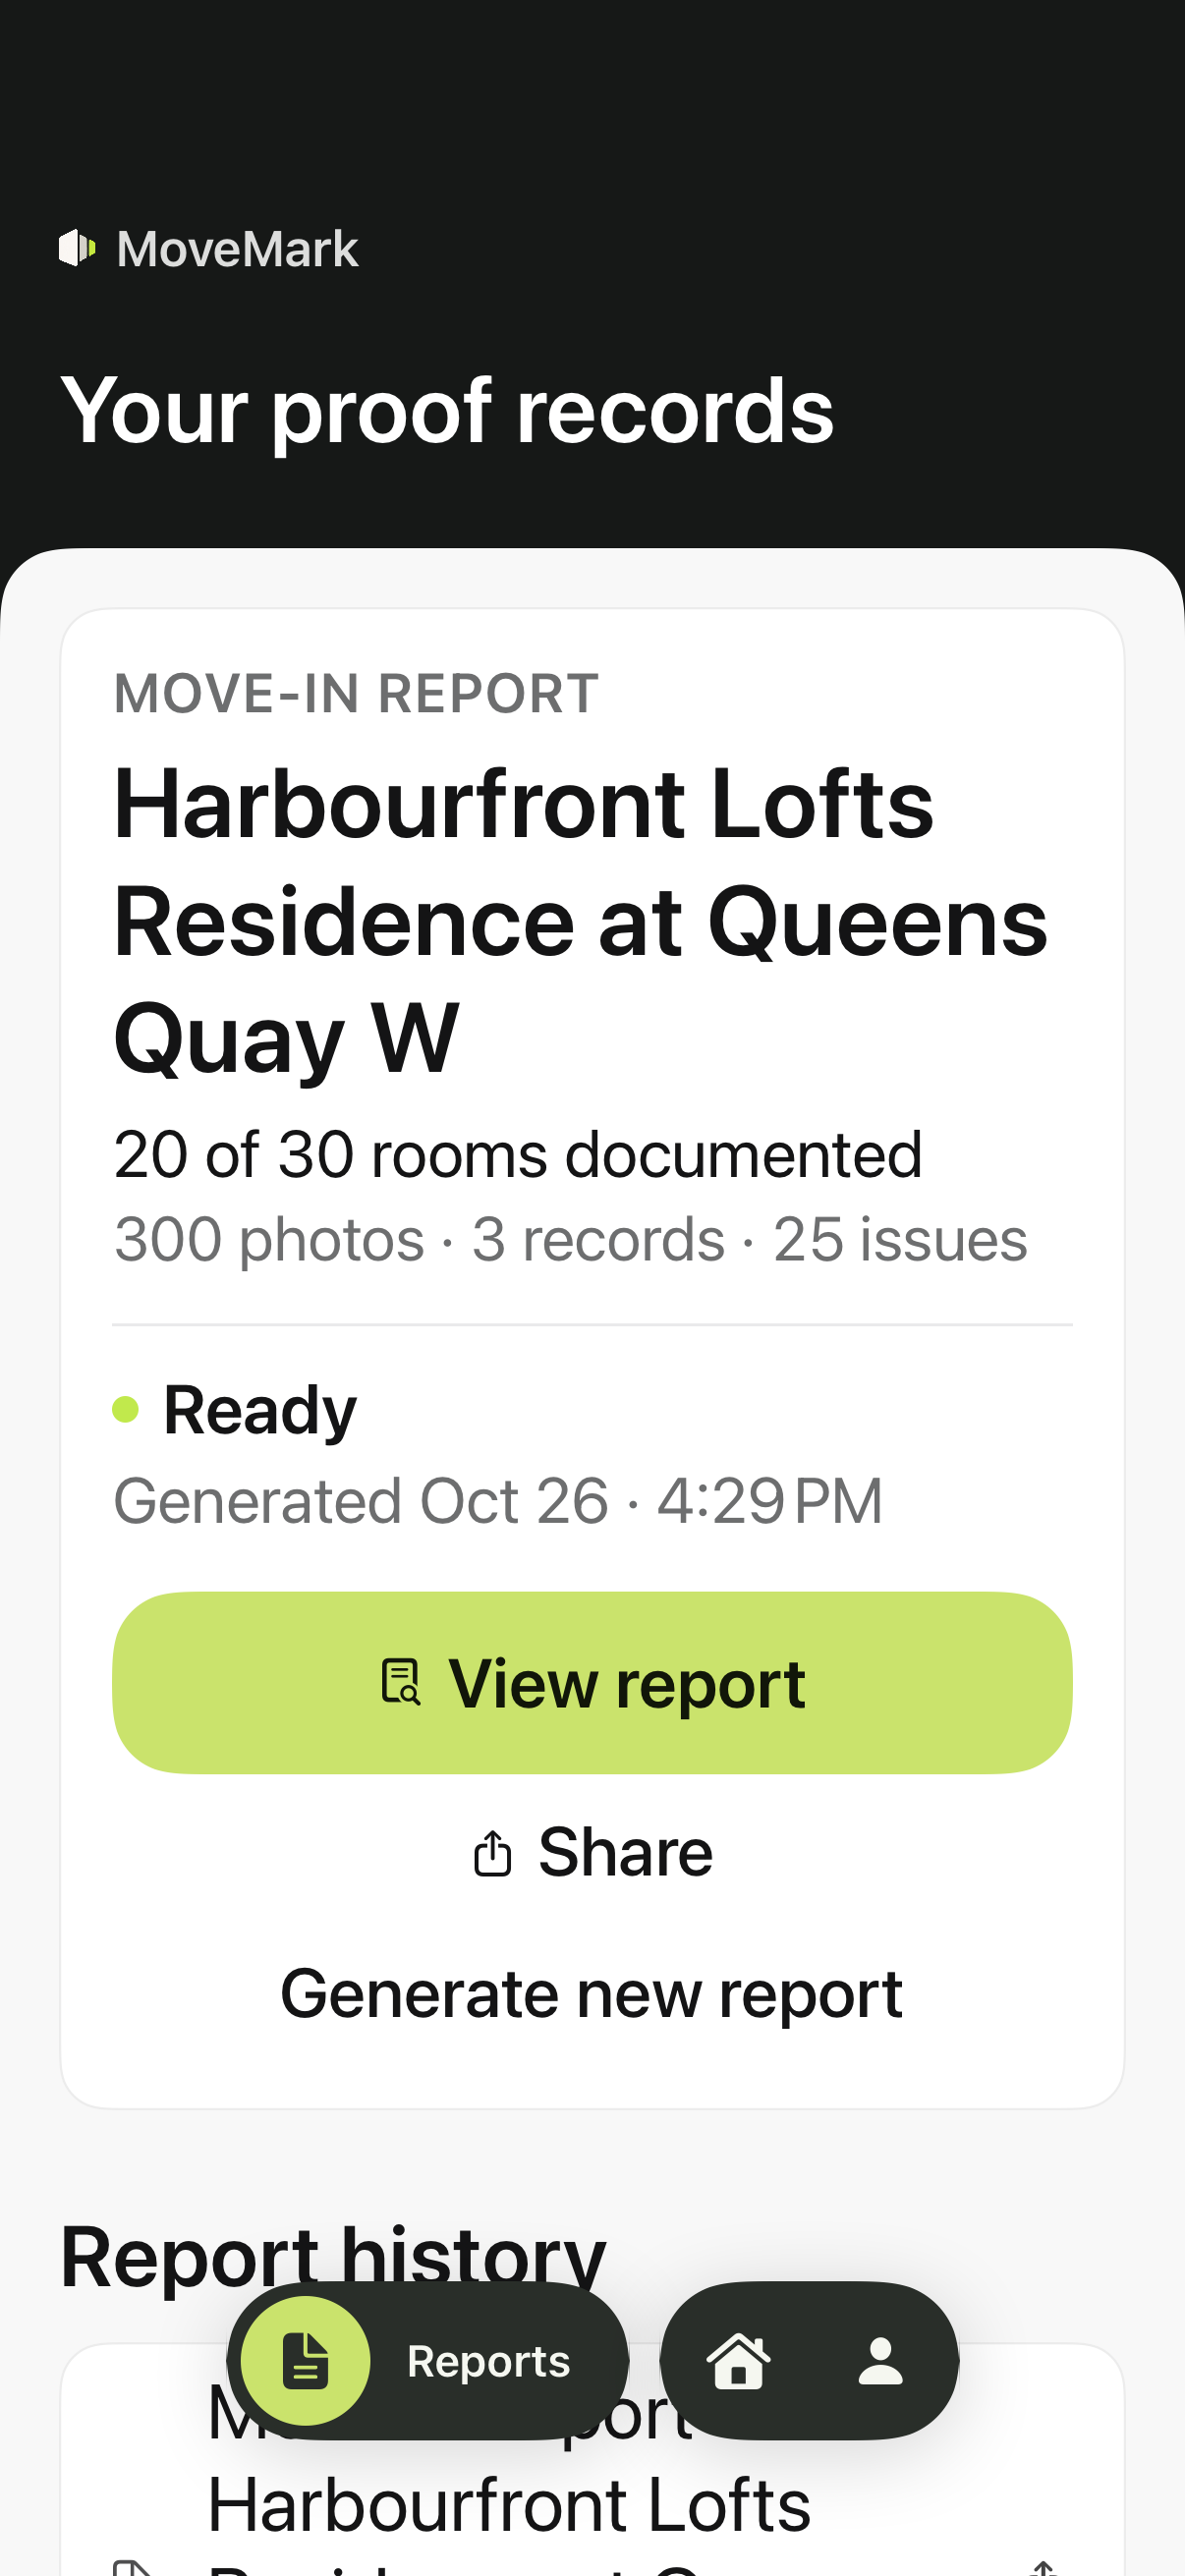 MoveMark
Your proof records
MOVE-IN REPORT
Harbourfront Lofts
Residence at Queens
Quay W
20 of 30 rooms documented
300 photos · 3 records · 25 issues
Ready
Generated Oct 26 · 4:29 PM
View report
Share
Generate new report
Report history
Reports
Harbourfront Lofts